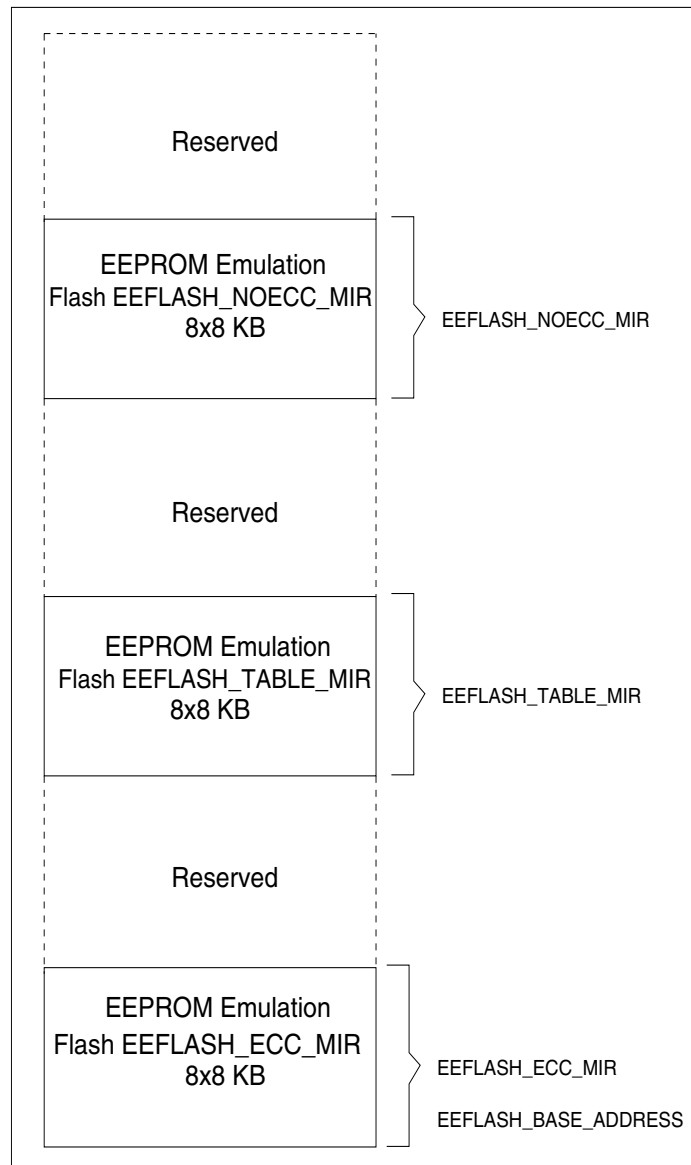 Reserved
EEPROM Emulation
Flash EEFLASH_NOECC_MIR
8x8 KB
EEFLASH_NOECC_MIR
Reserved
EEPROM Emulation
Flash EEFLASH_TABLE_MIR
8x8 KB
EEFLASH_TABLE_MIR
Reserved
EEPROM Emulation
Flash EEFLASH_ECC_MIR
8x8 KB
EEFLASH_ECC_MIR
EEFLASH_BASE_ADDRESS